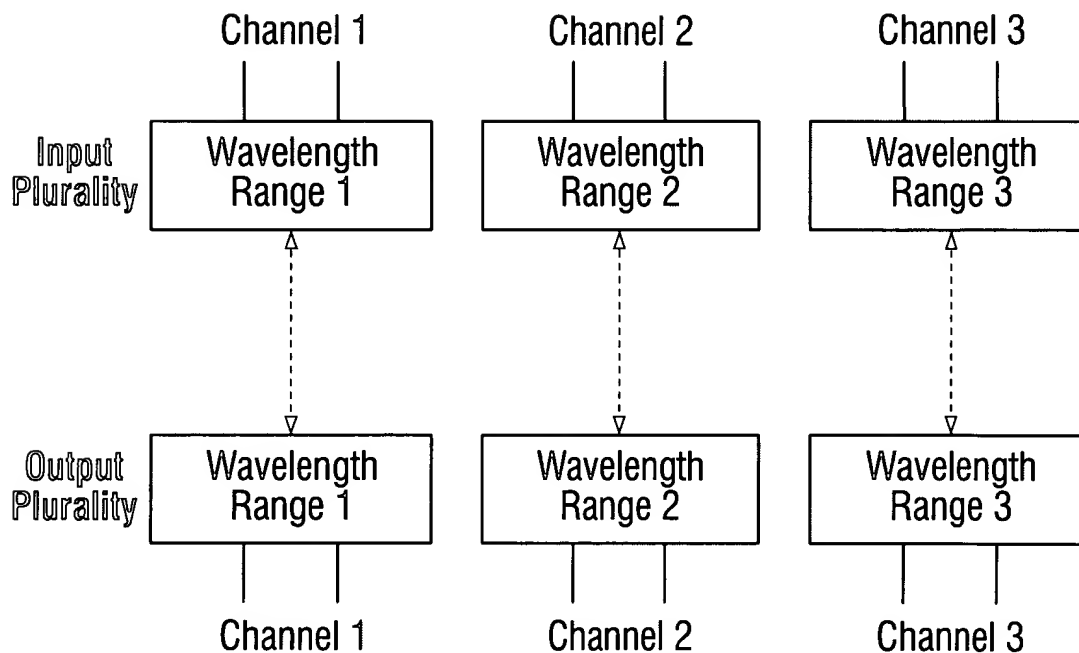 Channel 1
Channel 2
Channel 3
Input
Plurality
Wavelength
Range 1
Wavelength
Range 2
Wavelength
Range 3
Output
Plurality
Wavelength
Range 1
Wavelength
Range 2
Wavelength
Range 3
Channel 1
Channel 2
Channel 3